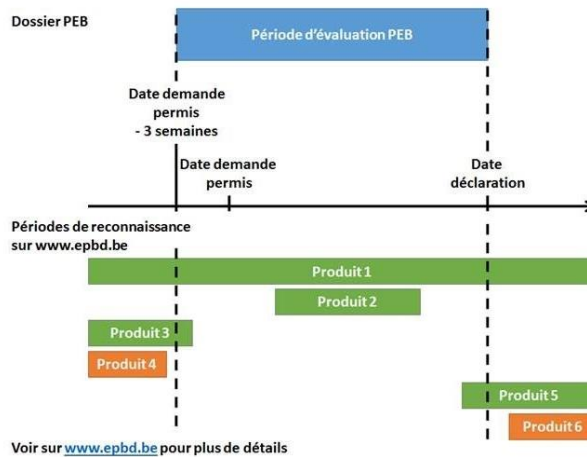 Dossier PEB
Période d'évaluation PEB
Date demande
permis
- 3 semaines
Date demande
permis
Date
déclaration
Périodes de reconnaissance
sur www.epbd.be
Produit 1
Produit 2
Produit 3
Produit 4
Produit 5
Produit 6
Voir sur www.epbd.be pour plus de détails